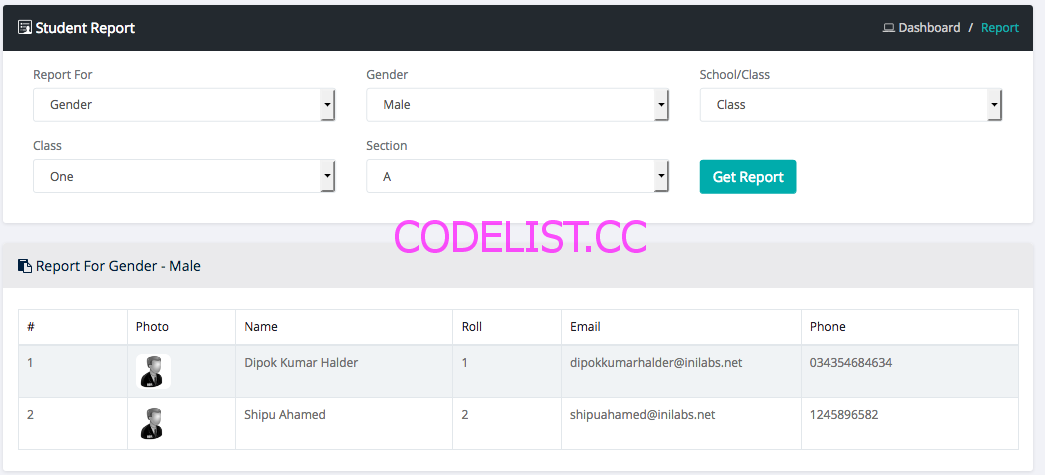 Student Report
Dashboard / Report
Report For Gender School/Class
Gender Male Class
Class Section
One A Get Report
CODELIST.CC
Report For Gender - Male
# Photo Name Roll Email Phone
1 Dipok Kumar Halder 1 dipokkumarhalder@inilabs.net 034354684634
2 Shipu Ahamed 2 shipuahamed@inilabs.net 1245896582